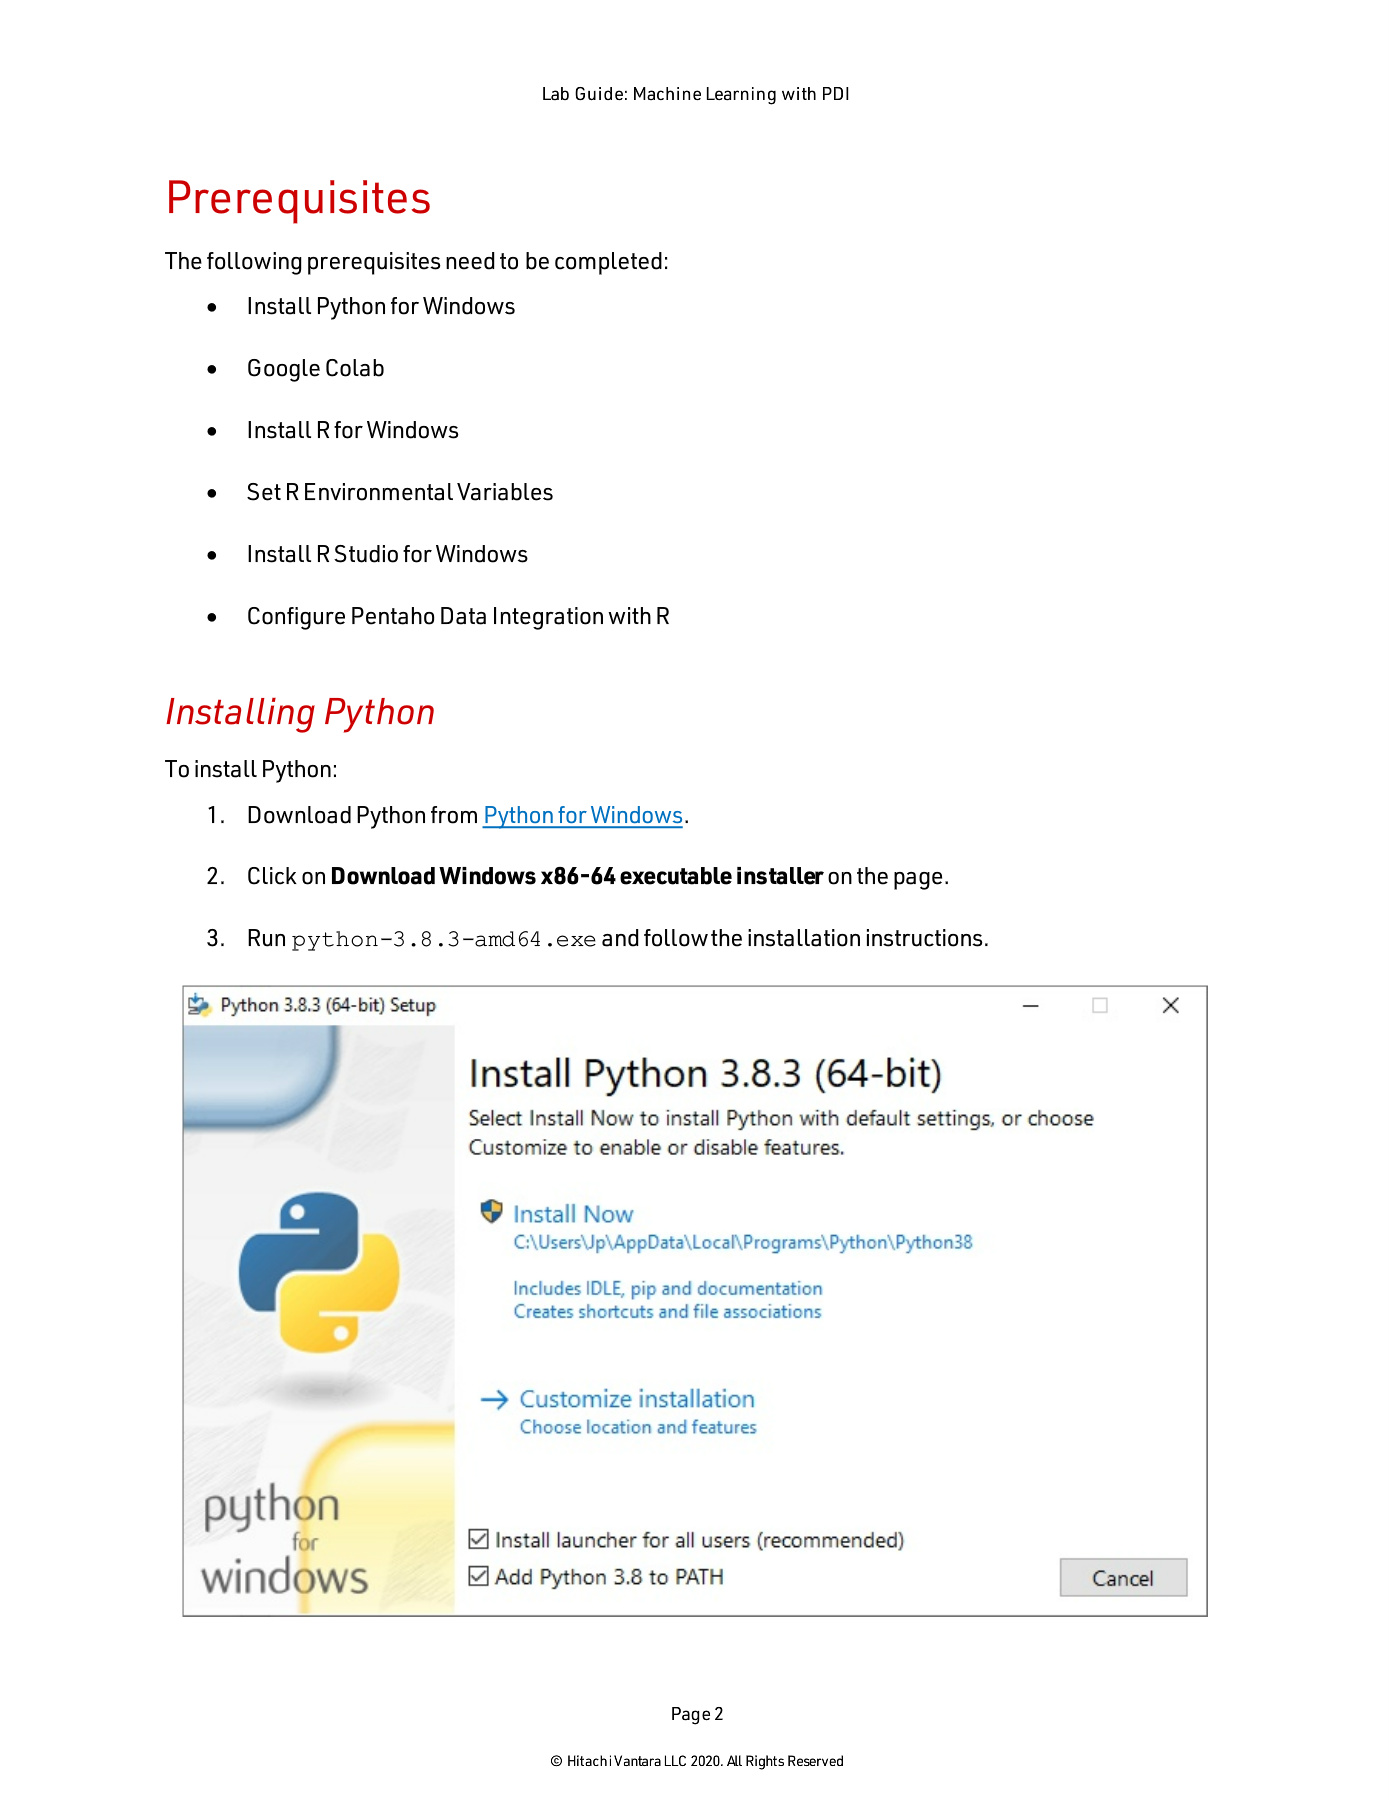 Lab Guide: Machine Learning with PDI
Prerequisites
The following prerequisites need to be completed:
• Install Python for Windows
• Google Colab
• Install R for Windows
• Set R Environmental Variables
• Install R Studio for Windows
• Configure Pentaho Data Integration with R
Installing Python
To install Python:
1. Download Python from Python for Windows.
2. Click on Download Windows x86-64 executable installer on the page.
3. Run python-3.8.3-amd64.exe and follow the installation instructions.
Python 3.8.3 (64-bit) Setup
Install Python 3.8.3 (64-bit)
Select Install Now to install Python with default settings, or choose
Customize to enable or disable features.
Install Now
C:\Users\Jp\AppData\Local\Programs\Python\Python38
Includes IDLE, pip and documentation
Creates shortcuts and file associations
Customize installation
Choose location and features
python
for
windows
Install launcher for all users (recommended)
Add Python 3.8 to PATH
Cancel
Page 2
© Hitachi Vantara LLC 2020. All Rights Reserved